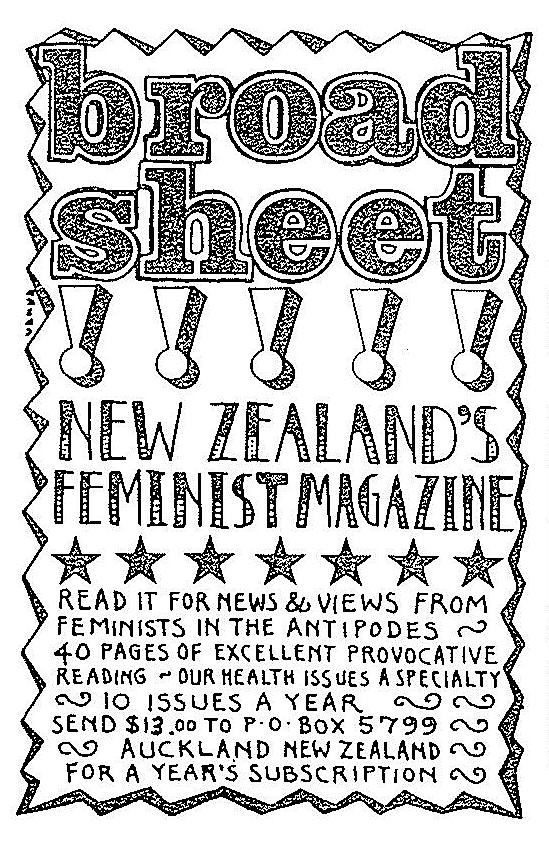 broad
sheet
! ! ! ! !
NEW ZEALAND'S
FEMINIST MAGAZINE
★ ★ ★ ★ ★ ★ ★
READ IT FOR NEWS & VIEWS FROM
FEMINISTS IN THE ANTIPODES ~
40 PAGES OF EXCELLENT PROVOCATIVE
READING ~ OUR HEALTH ISSUES A SPECIALTY
~ 10 ISSUES A YEAR ~ ~
SEND $13.00 TO P·O·BOX 5799 ~
~ AUCKLAND NEW ZEALAND ~
FOR A YEAR'S SUBSCRIPTION ~